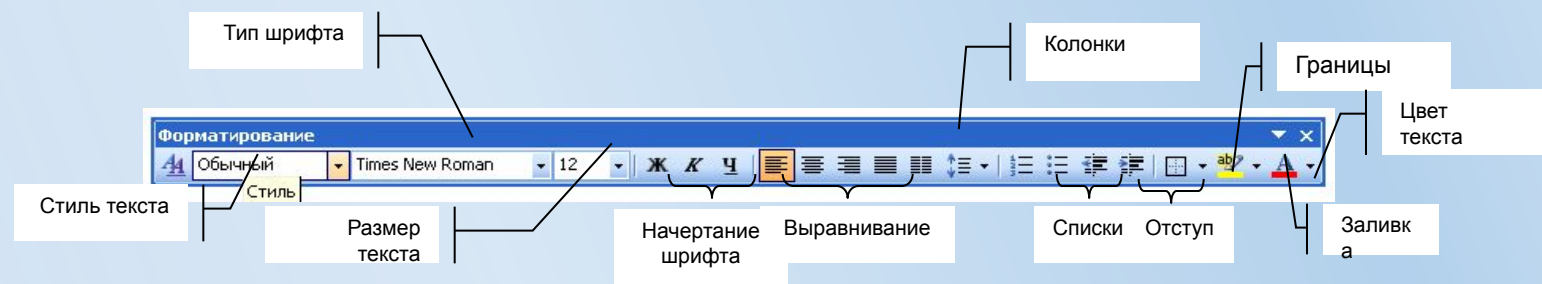 Тип шрифта
Колонки
Границы
Цвет
текста
Форматирование
Обычный
Times New Roman
12
Ж К Ч
Стиль
Стиль текста
Размер
текста
Начертание
шрифта
Выравнивание
Списки
Отступ
Заливк
а